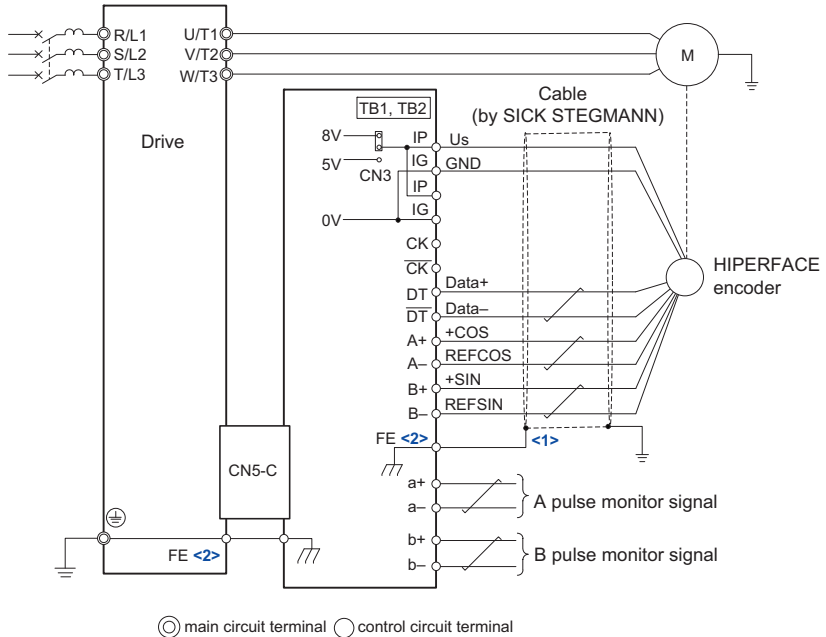 R/L1
S/L2
T/L3
U/T1
V/T2
W/T3
M
Drive
TB1, TB2
Cable
(by SICK STEGMANN)
8V
5V
CN3
0V
IP
Us
IG
GND
IP
IG
CK
CK
DT
Data+
DT
Data–
A+
+COS
A–
REFCOS
B+
+SIN
B–
REFSIN
HIPERFACE
encoder
FE <2>
<1>
CN5-C
a+
a–
A pulse monitor signal
b+
b–
B pulse monitor signal
FE <2>
main circuit terminal
control circuit terminal